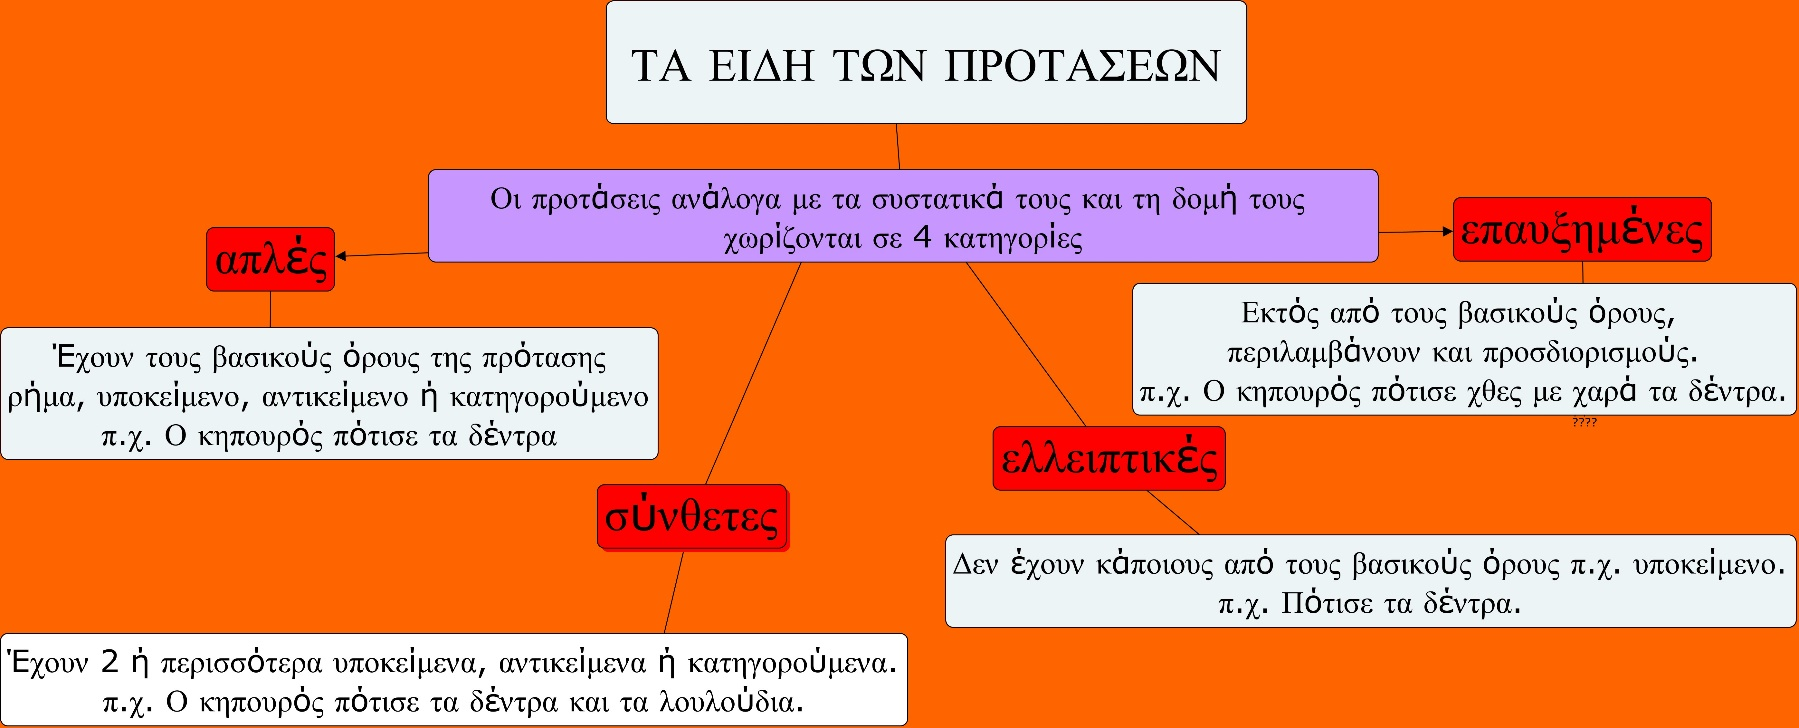 ΤΑ ΕΙΔΗ ΤΩΝ ΠΡΟΤΑΣΕΩΝ
Οι προτάσεις ανάλογα με τα συστατικά τους και τη δομή τους
χωρίζονται σε 4 κατηγορίες
απλές
Έχουν τους βασικούς όρους της πρότασης
ρήμα, υποκείμενο, αντικείμενο ή κατηγορούμενο
π.χ. Ο κηπουρός πότισε τα δέντρα
επαυξημένες
Εκτός από τους βασικούς όρους,
περιλαμβάνουν και προσδιορισμούς.
π.χ. Ο κηπουρός πότισε χθες με χαρά τα δέντρα.
????
σύνθετες
Έχουν 2 ή περισσότερα υποκείμενα, αντικείμενα ή κατηγορούμενα.
π.χ. Ο κηπουρός πότισε τα δέντρα και τα λουλούδια.
ελλειπτικές
Δεν έχουν κάποιους από τους βασικούς όρους π.χ. υποκείμενο.
π.χ. Πότισε τα δέντρα.